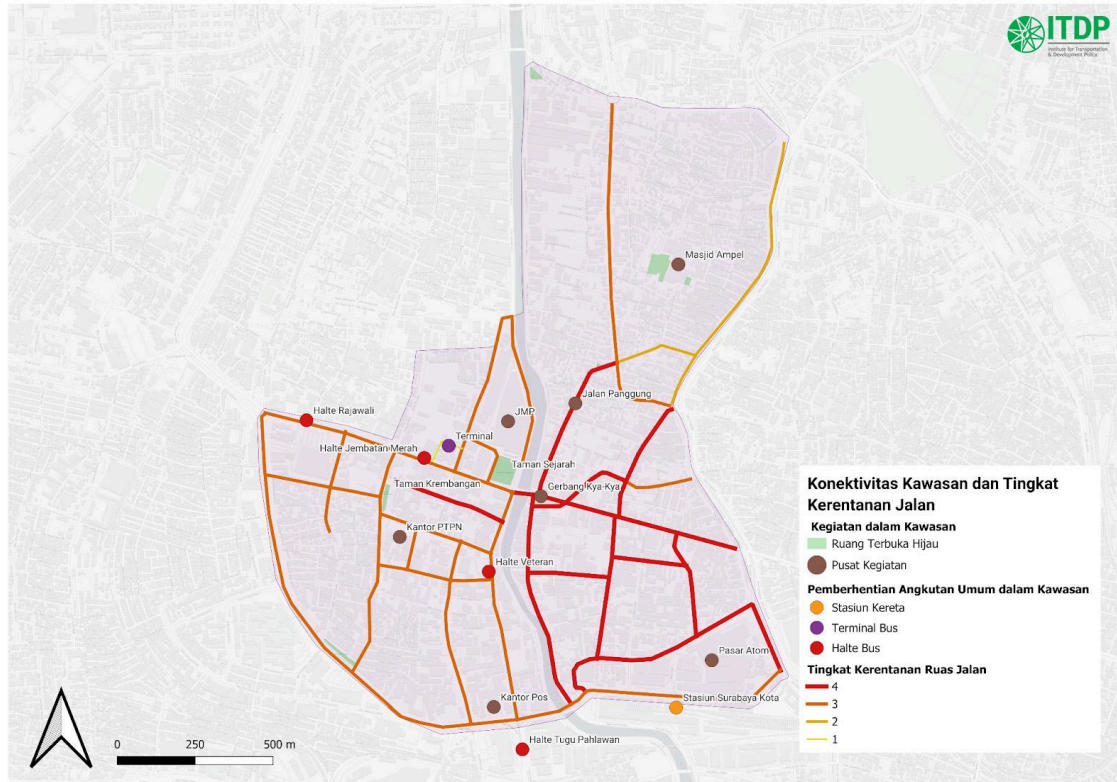 ITDP
Institute for Transportation
& Development Policy
Masjid Ampel
Jalan Panggung
Halte Rajawali
JMP
Terminal
Halte Jembatan Merah
Taman Sejarah
Taman Krembangan
Gerbang Kya-Kya
Kantor PTPN
Halte Veteran
Pasar Atom
Kantor Pos
Stasiun Surabaya Kota
Halte Tugu Pahlawan
0 250 500 m
Konektivitas Kawasan dan Tingkat
Kerentanan Jalan
Kegiatan dalam Kawasan
Ruang Terbuka Hijau
Pusat Kegiatan
Pemberhentian Angkutan Umum dalam Kawasan
Stasiun Kereta
Terminal Bus
Halte Bus
Tingkat Kerentanan Ruas Jalan
4
3
2
1